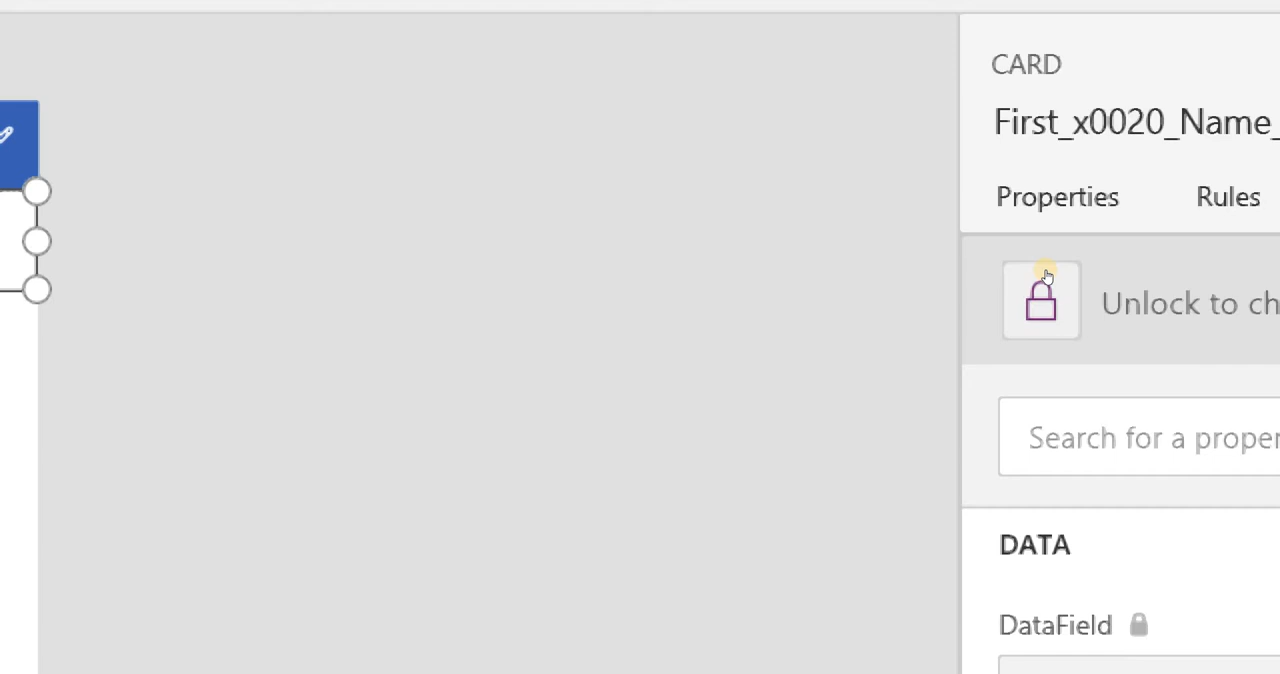 CARD
First_x0020_Name_
Properties Rules
Unlock to ch
Search for a proper
DATA
DataField